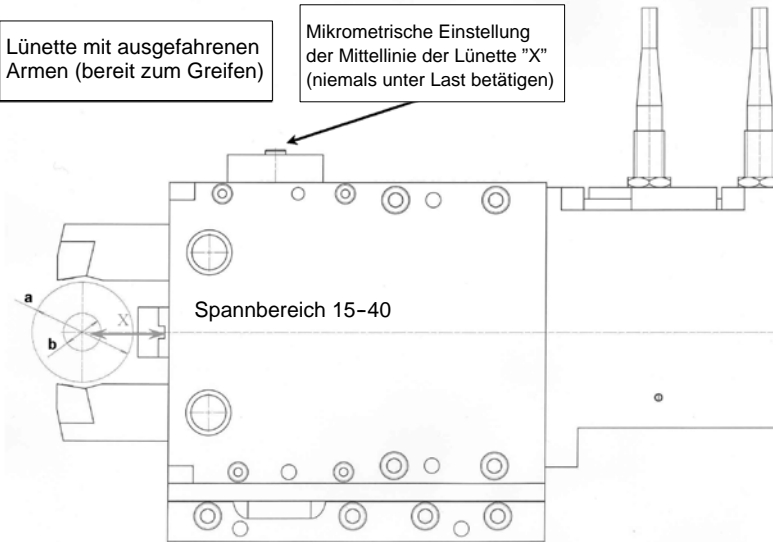 Lünette mit ausgefahrenen
Armen (bereit zum Greifen)
Mikrometrische Einstellung
der Mittellinie der Lünette ”X”
(niemals unter Last betätigen)
Spannbereich 15-40
a
X
b